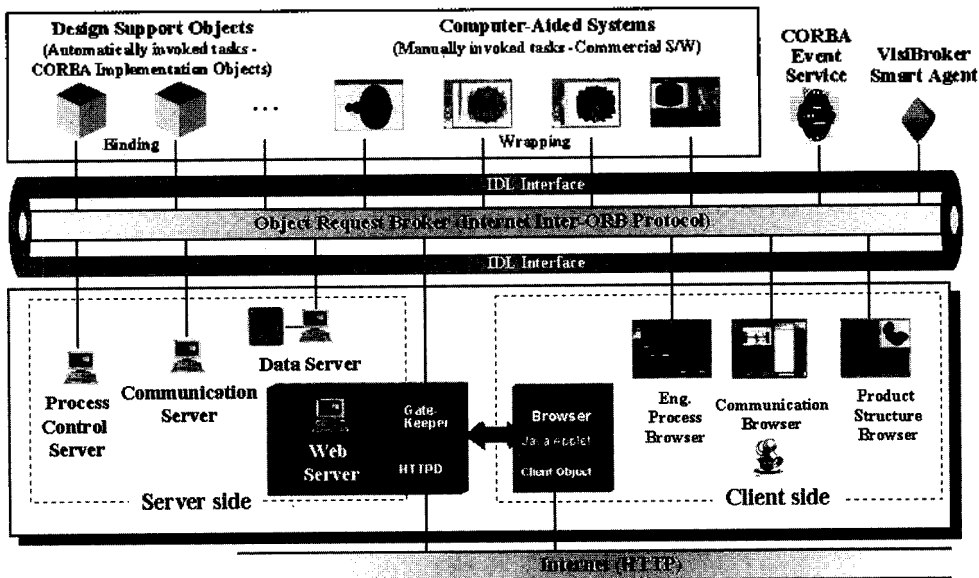 Design Support Objects
(Automatically invoked tasks -
CORBA Implementation Objects)
...
Binding
Computer-Aided Systems
(Manually invoked tasks - Commercial S/W)
Wrapping
CORBA
Event
Service
VisiBroker
Smart Agent
IDL Interface
Object Request Broker (Internet Inter-ORB Protocol)
IDL Interface
Process
Control
Server
Communication
Server
Data Server
Web
Server
Gate-
Keeper
HTTPD
Server side
Browser
Java Applet
Client Object
Eng.
Process
Browser
Communication
Browser
Product
Structure
Browser
Client side
Internet (HTTP)